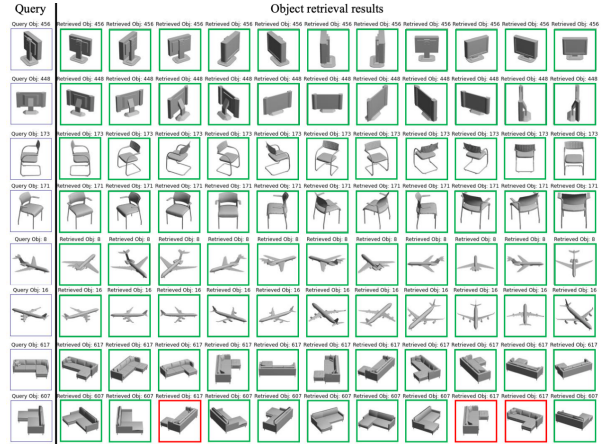 Query Object retrieval results
Query Obj: 456 Retrieved Obj: 456 Retrieved Obj: 456 Retrieved Obj: 456 Retrieved Obj: 456 Retrieved Obj: 456 Retrieved Obj: 456 Retrieved Obj: 456 Retrieved Obj: 456 Retrieved Obj: 456 Retrieved Obj: 456 Retrieved Obj: 456
Query Obj: 448 Retrieved Obj: 448 Retrieved Obj: 448 Retrieved Obj: 448 Retrieved Obj: 448 Retrieved Obj: 448 Retrieved Obj: 448 Retrieved Obj: 448 Retrieved Obj: 448 Retrieved Obj: 448 Retrieved Obj: 448 Retrieved Obj: 448
Query Obj: 173 Retrieved Obj: 173 Retrieved Obj: 173 Retrieved Obj: 173 Retrieved Obj: 173 Retrieved Obj: 173 Retrieved Obj: 173 Retrieved Obj: 173 Retrieved Obj: 173 Retrieved Obj: 173 Retrieved Obj: 173 Retrieved Obj: 173
Query Obj: 171 Retrieved Obj: 171 Retrieved Obj: 171 Retrieved Obj: 171 Retrieved Obj: 171 Retrieved Obj: 171 Retrieved Obj: 171 Retrieved Obj: 171 Retrieved Obj: 171 Retrieved Obj: 171 Retrieved Obj: 171 Retrieved Obj: 171
Query Obj: 8 Retrieved Obj: 8 Retrieved Obj: 8 Retrieved Obj: 8 Retrieved Obj: 8 Retrieved Obj: 8 Retrieved Obj: 8 Retrieved Obj: 8 Retrieved Obj: 8 Retrieved Obj: 8 Retrieved Obj: 8 Retrieved Obj: 8
Query Obj: 16 Retrieved Obj: 16 Retrieved Obj: 16 Retrieved Obj: 16 Retrieved Obj: 16 Retrieved Obj: 16 Retrieved Obj: 16 Retrieved Obj: 16 Retrieved Obj: 16 Retrieved Obj: 16 Retrieved Obj: 16 Retrieved Obj: 16
Query Obj: 617 Retrieved Obj: 617 Retrieved Obj: 617 Retrieved Obj: 617 Retrieved Obj: 617 Retrieved Obj: 617 Retrieved Obj: 617 Retrieved Obj: 617 Retrieved Obj: 617 Retrieved Obj: 617 Retrieved Obj: 617 Retrieved Obj: 617
Query Obj: 607 Retrieved Obj: 607 Retrieved Obj: 607 Retrieved Obj: 617 Retrieved Obj: 607 Retrieved Obj: 607 Retrieved Obj: 607 Retrieved Obj: 607 Retrieved Obj: 607 Retrieved Obj: 617 Retrieved Obj: 607 Retrieved Obj: 607